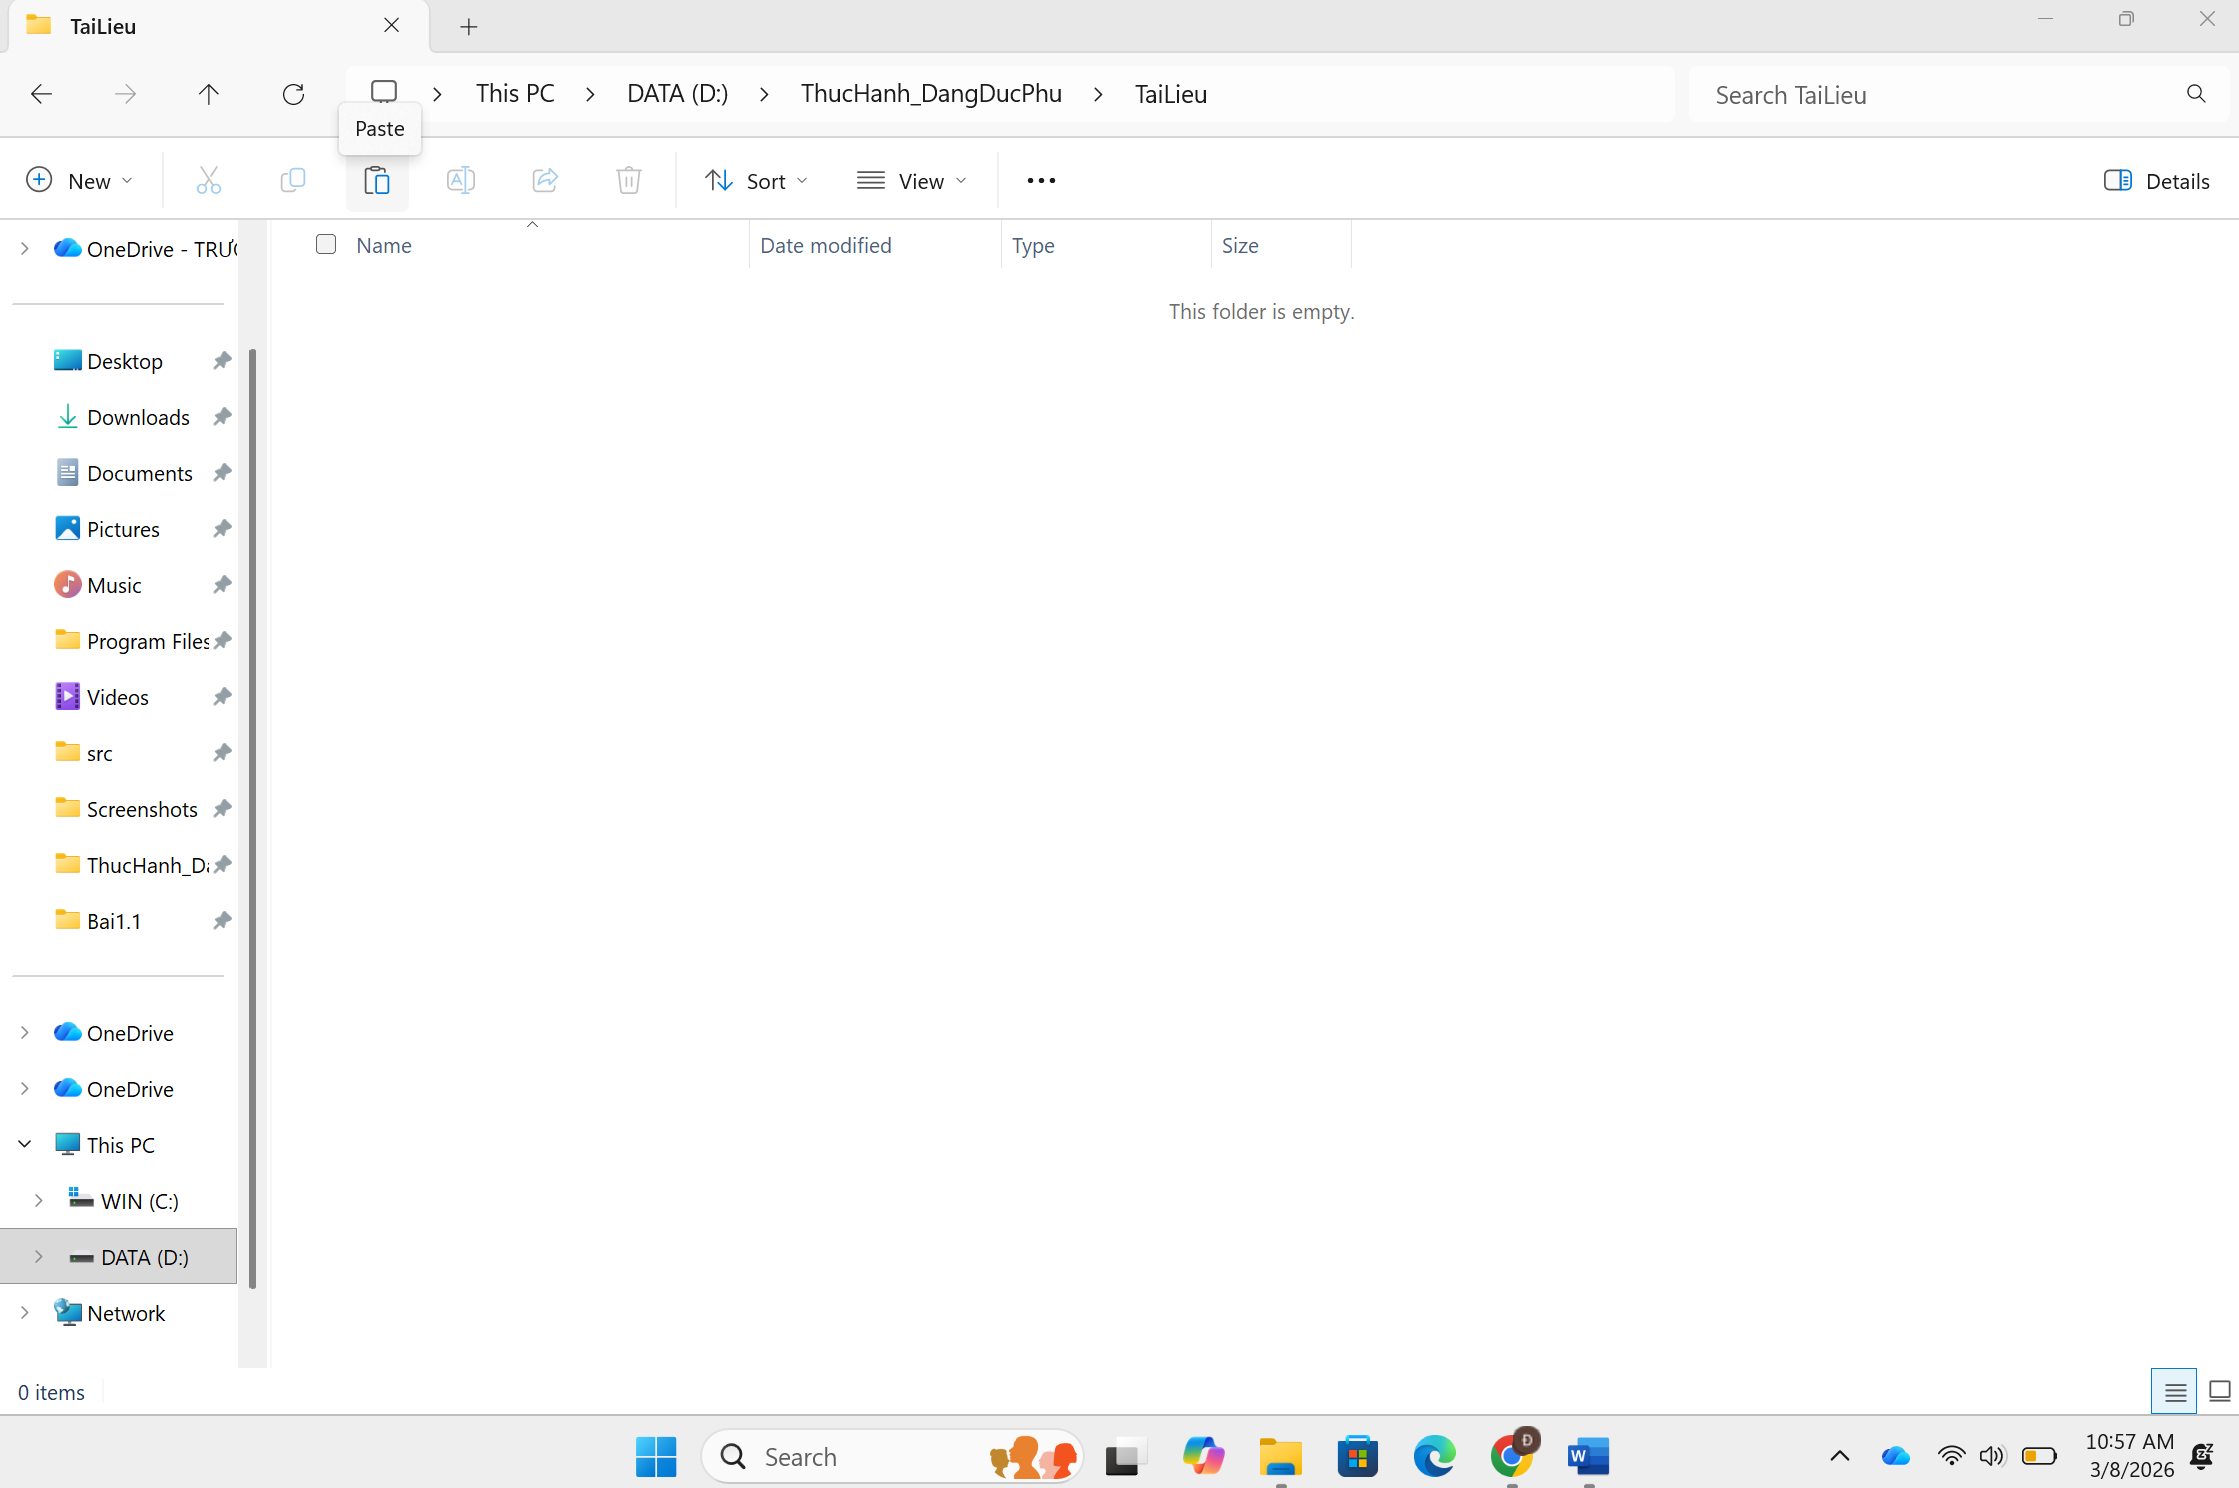 TaiLieu
This PC
DATA (D:)
ThucHanh_DangDucPhu
TaiLieu
Search TaiLieu
Paste
New
Sort
View
Details
Name
Date modified
Type
Size
This folder is empty.
OneDrive - TRƯ
Desktop
Downloads
Documents
Pictures
Music
Program Files
Videos
src
Screenshots
ThucHanh_Da
Bai1.1
OneDrive
OneDrive
This PC
WIN (C:)
DATA (D:)
Network
0 items
Search
Đ
W
10:57 AM
3/8/2026